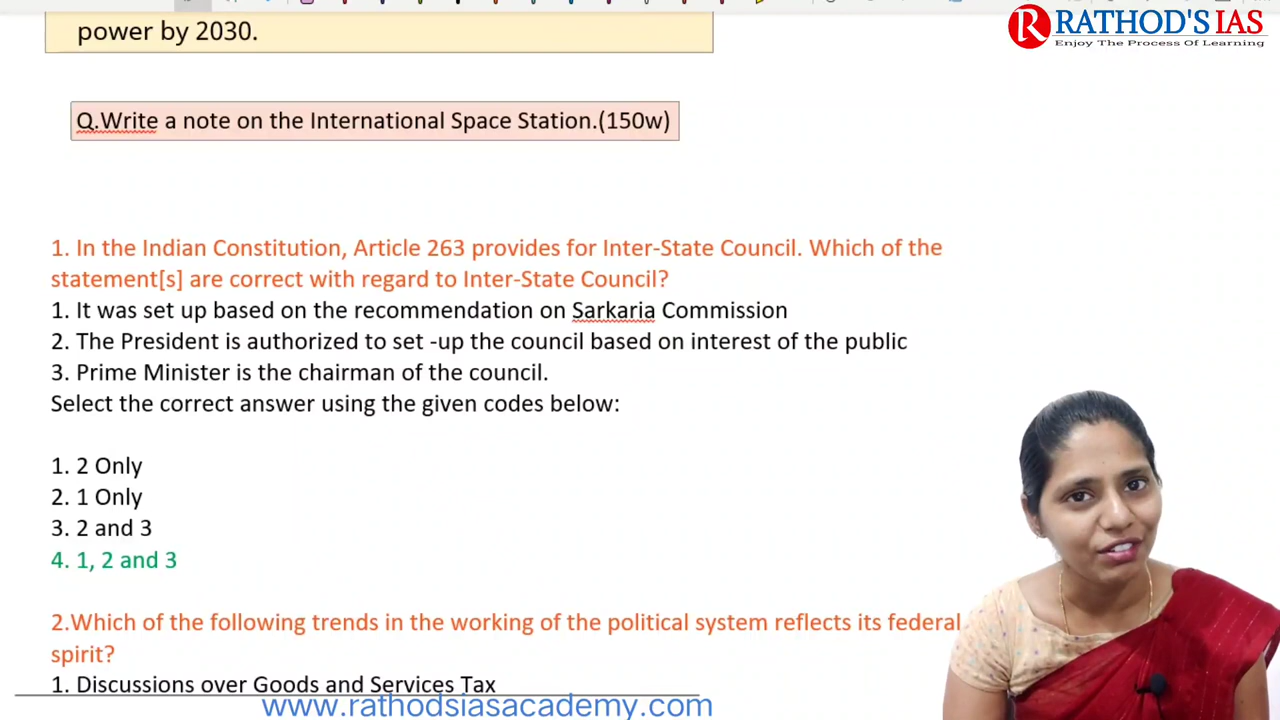 power by 2030.
RATHOD'S IAS
Enjoy The Process Of Learning
Q.Write a note on the International Space Station.(150w)
1. In the Indian Constitution, Article 263 provides for Inter-State Council. Which of the
statement[s] are correct with regard to Inter-State Council?
1. It was set up based on the recommendation on Sarkaria Commission
2. The President is authorized to set -up the council based on interest of the public
3. Prime Minister is the chairman of the council.
Select the correct answer using the given codes below:
1. 2 Only
2. 1 Only
3. 2 and 3
4. 1, 2 and 3
2.Which of the following trends in the working of the political system reflects its federal
spirit?
1. Discussions over Goods and Services Tax
www.rathodsiasacademy.com